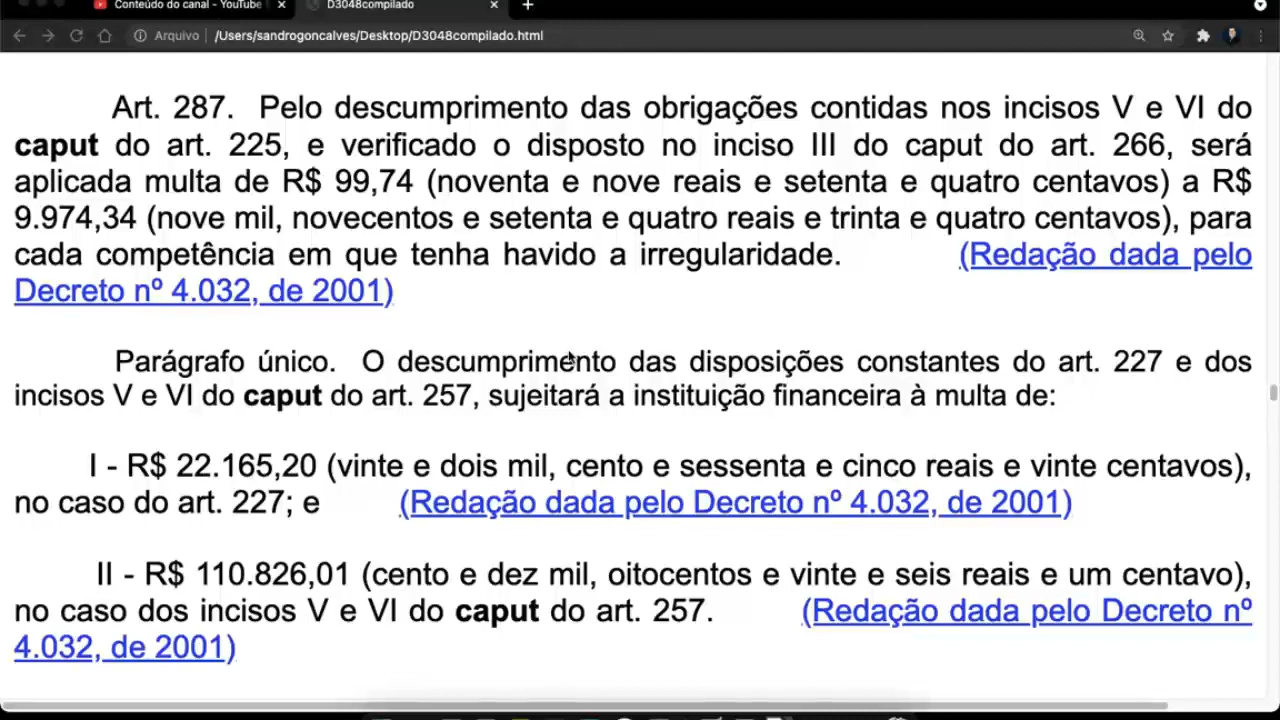 Conteúdo do canal - YouTube
D3048compilado
Arquivo
/Users/sandrogoncalves/Desktop/D3048compilado.html
Art. 287. Pelo descumprimento das obrigações contidas nos incisos V e VI do
caput do art. 225, e verificado o disposto no inciso III do caput do art. 266, será
aplicada multa de R$ 99,74 (noventa e nove reais e setenta e quatro centavos) a R$
9.974,34 (nove mil, novecentos e setenta e quatro reais e trinta e quatro centavos), para
cada competência em que tenha havido a irregularidade. (Redação dada pelo
Decreto nº 4.032, de 2001)
Parágrafo único. O descumprimento das disposições constantes do art. 227 e dos
incisos V e VI do caput do art. 257, sujeitará a instituição financeira à multa de:
I - R$ 22.165,20 (vinte e dois mil, cento e sessenta e cinco reais e vinte centavos),
no caso do art. 227; e (Redação dada pelo Decreto nº 4.032, de 2001)
II - R$ 110.826,01 (cento e dez mil, oitocentos e vinte e seis reais e um centavo),
no caso dos incisos V e VI do caput do art. 257. (Redação dada pelo Decreto nº
4.032, de 2001)